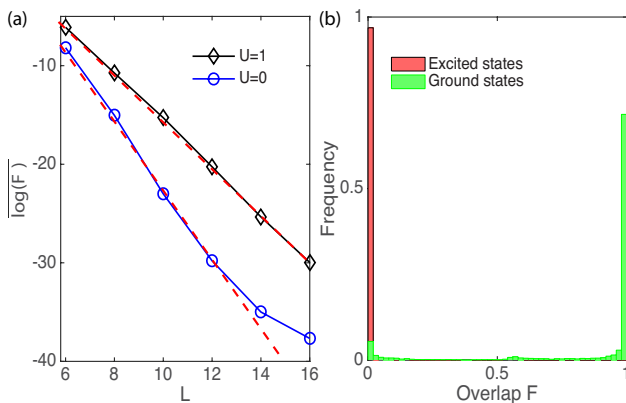 (a)
U=1
U=0
-10
-20
-30
-40
log(F )
6
8
10
12
14
16
L
(b)
Excited states
Ground states
1
0.5
0
Frequency
0
0.5
1
Overlap F